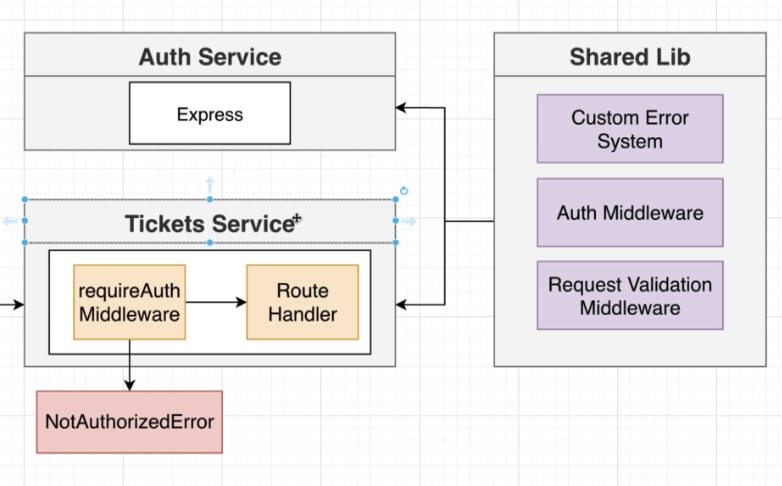 Auth Service
Express
Tickets Service
requireAuth
Middleware
Route
Handler
NotAuthorizedError
Shared Lib
Custom Error
System
Auth Middleware
Request Validation
Middleware